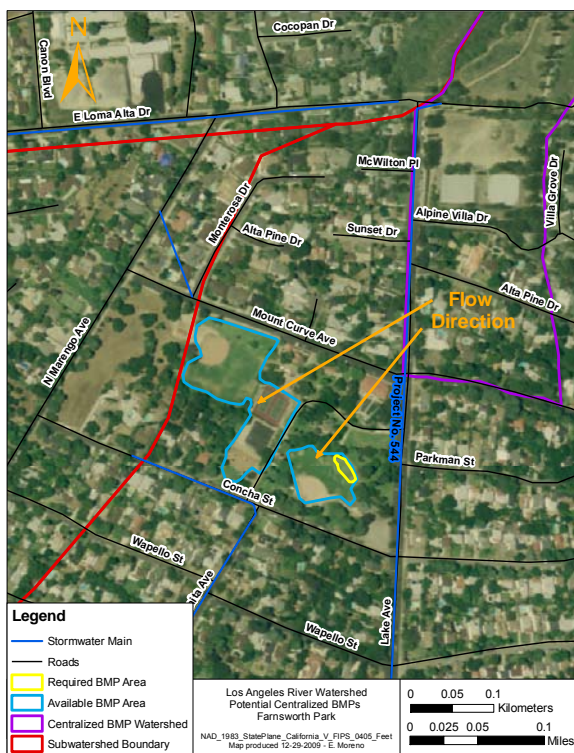 Cocopan Dr
Canon Blvd
N
E Loma Alta Dr
McWilton Pl
Villa Grove Dr
Monterosa Dr
Alpine Villa Dr
Sunset Dr
Alta Pine Dr
Alta Pine Dr
Flow
Direction
Mount Curve Ave
N Marengo Ave
Project No. 544
Parkman St
Concha St
Wapello St
Lake Ave
Wapello St
Ave
Legend
Stormwater Main
Roads
Required BMP Area
Available BMP Area
Centralized BMP Watershed
Subwatershed Boundary
Los Angeles River Watershed
Potential Centralized BMPs
Farnsworth Park
NAD_1983_StatePlane_California_V_FIPS_0405_Feet
Map produced 12-29-2009 - E. Moreno
0 0.05 0.1
Kilometers
0 0.025 0.05 0.1
Miles